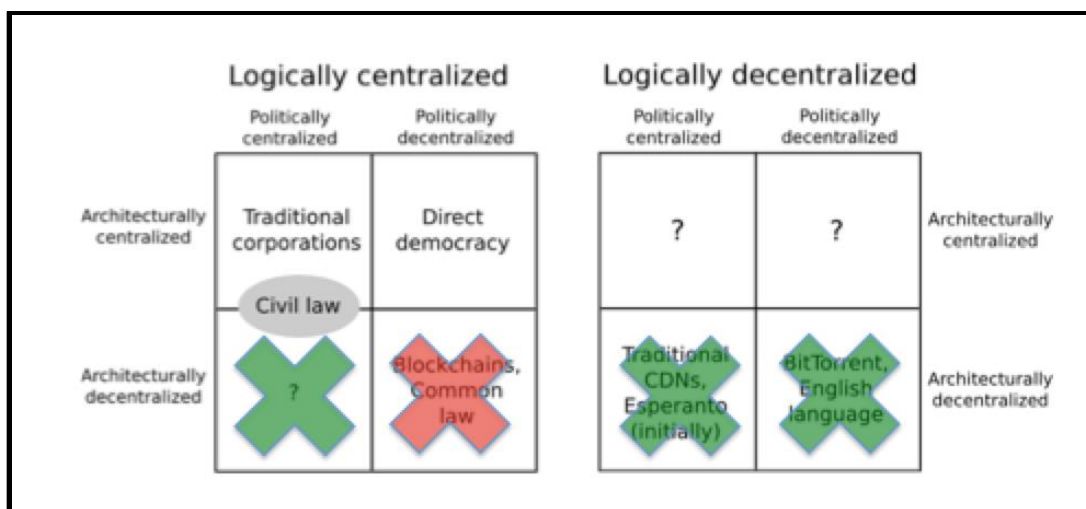 Logically centralized
Logically decentralized
Politically
centralized
Politically
decentralized
Politically
centralized
Politically
decentralized
Architecturally
centralized
Traditional
corporations
Direct
democracy
?
?
Architecturally
centralized
Civil law
Architecturally
decentralized
?
Blockchains,
Common
law
Traditional
CDNs,
Esperanto
(initially)
BitTorrent,
English
language
Architecturally
decentralized